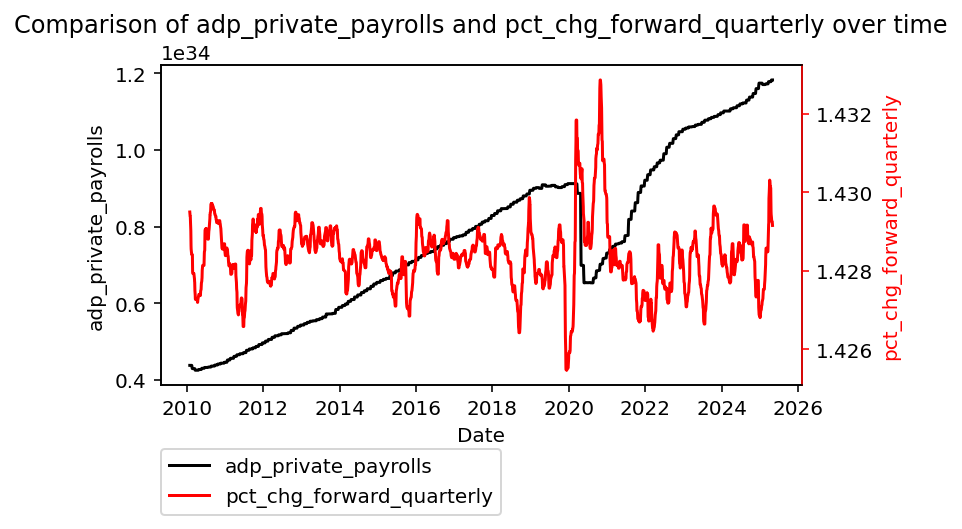 Comparison of adp_private_payrolls and pct_chg_forward_quarterly over time
1e34
1.2
1.0
0.8
0.6
0.4
adp_private_payrolls
1.432
1.430
1.428
1.426
pct_chg_forward_quarterly
2010 2012 2014 2016 2018 2020 2022 2024 2026
Date
adp_private_payrolls
pct_chg_forward_quarterly